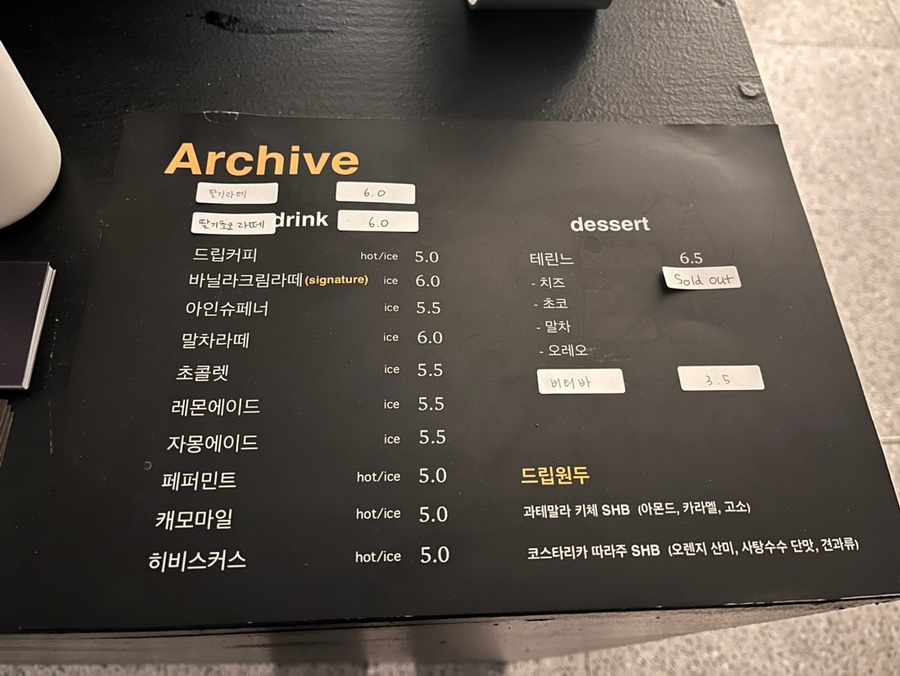 Archive
딸기라떼 6.0
딸기초코라떼 6.0
drink
드립커피 hot/ice 5.0
바닐라크림라떼(signature) ice 6.0
아인슈페너 ice 5.5
말차라떼 ice 6.0
초콜렛 ice 5.5
레몬에이드 ice 5.5
자몽에이드 ice 5.5
페퍼민트 hot/ice 5.0
캐모마일 hot/ice 5.0
히비스커스 hot/ice 5.0
dessert
테린느 6.5
Sold out
- 치즈
- 초코
- 말차
- 오레오
버터바 3.5
드립원두
과테말라 키체 SHB (아몬드, 카라멜, 고소)
코스타리카 따라주 SHB (오렌지 산미, 사탕수수 단맛, 견과류)